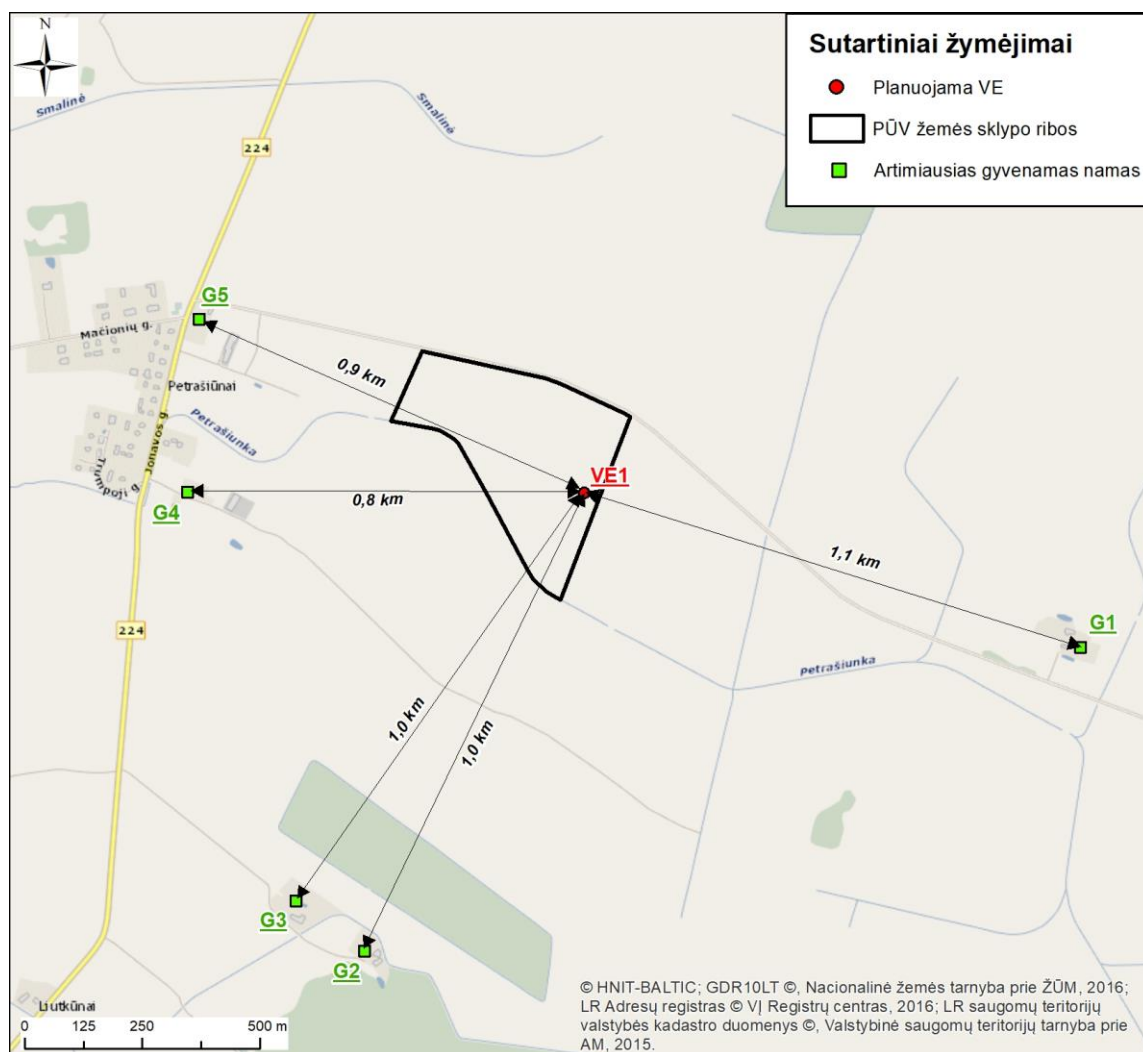 N
Sutartiniai žymėjimai
Planuojama VE
PŪV žemės sklypo ribos
Artimiausias gyvenamas namas
Smalinė
Smalinė
224
G5
Mačionių g.
0,9 km
Petrašiūnai
Petrašiunka
Jonavos g.
Trumpoji g.
VE1
G4
0,8 km
1,1 km
G1
224
Petrašiunka
1,0 km
1,0 km
G3
G2
Liutkūnai
0 125 250 500 m
© HNIT-BALTIC; GDR10LT ©, Nacionalinė žemės tarnyba prie ŽŪM, 2016;
LR Adresų registras © VĮ Registrų centras, 2016; LR saugomų teritorijų
valstybės kadastro duomenys ©, Valstybinė saugomų teritorijų tarnyba prie
AM, 2015.